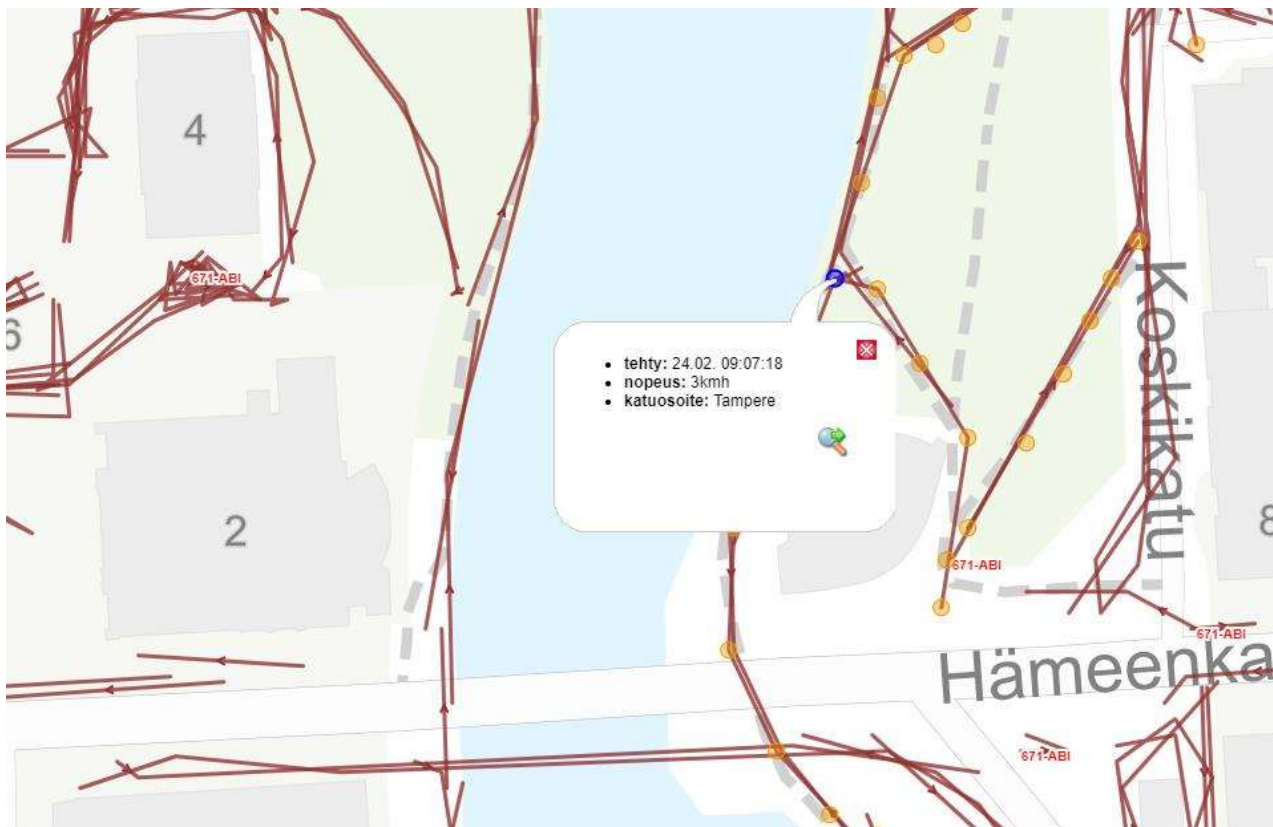 4
671-ABI
6
• tehty: 24.02. 09:07:18
• nopeus: 3kmh
• katuosoite: Tampere
Koskikatu
2
8
671-ABI
671-ABI
Hämeenka
671-ABI